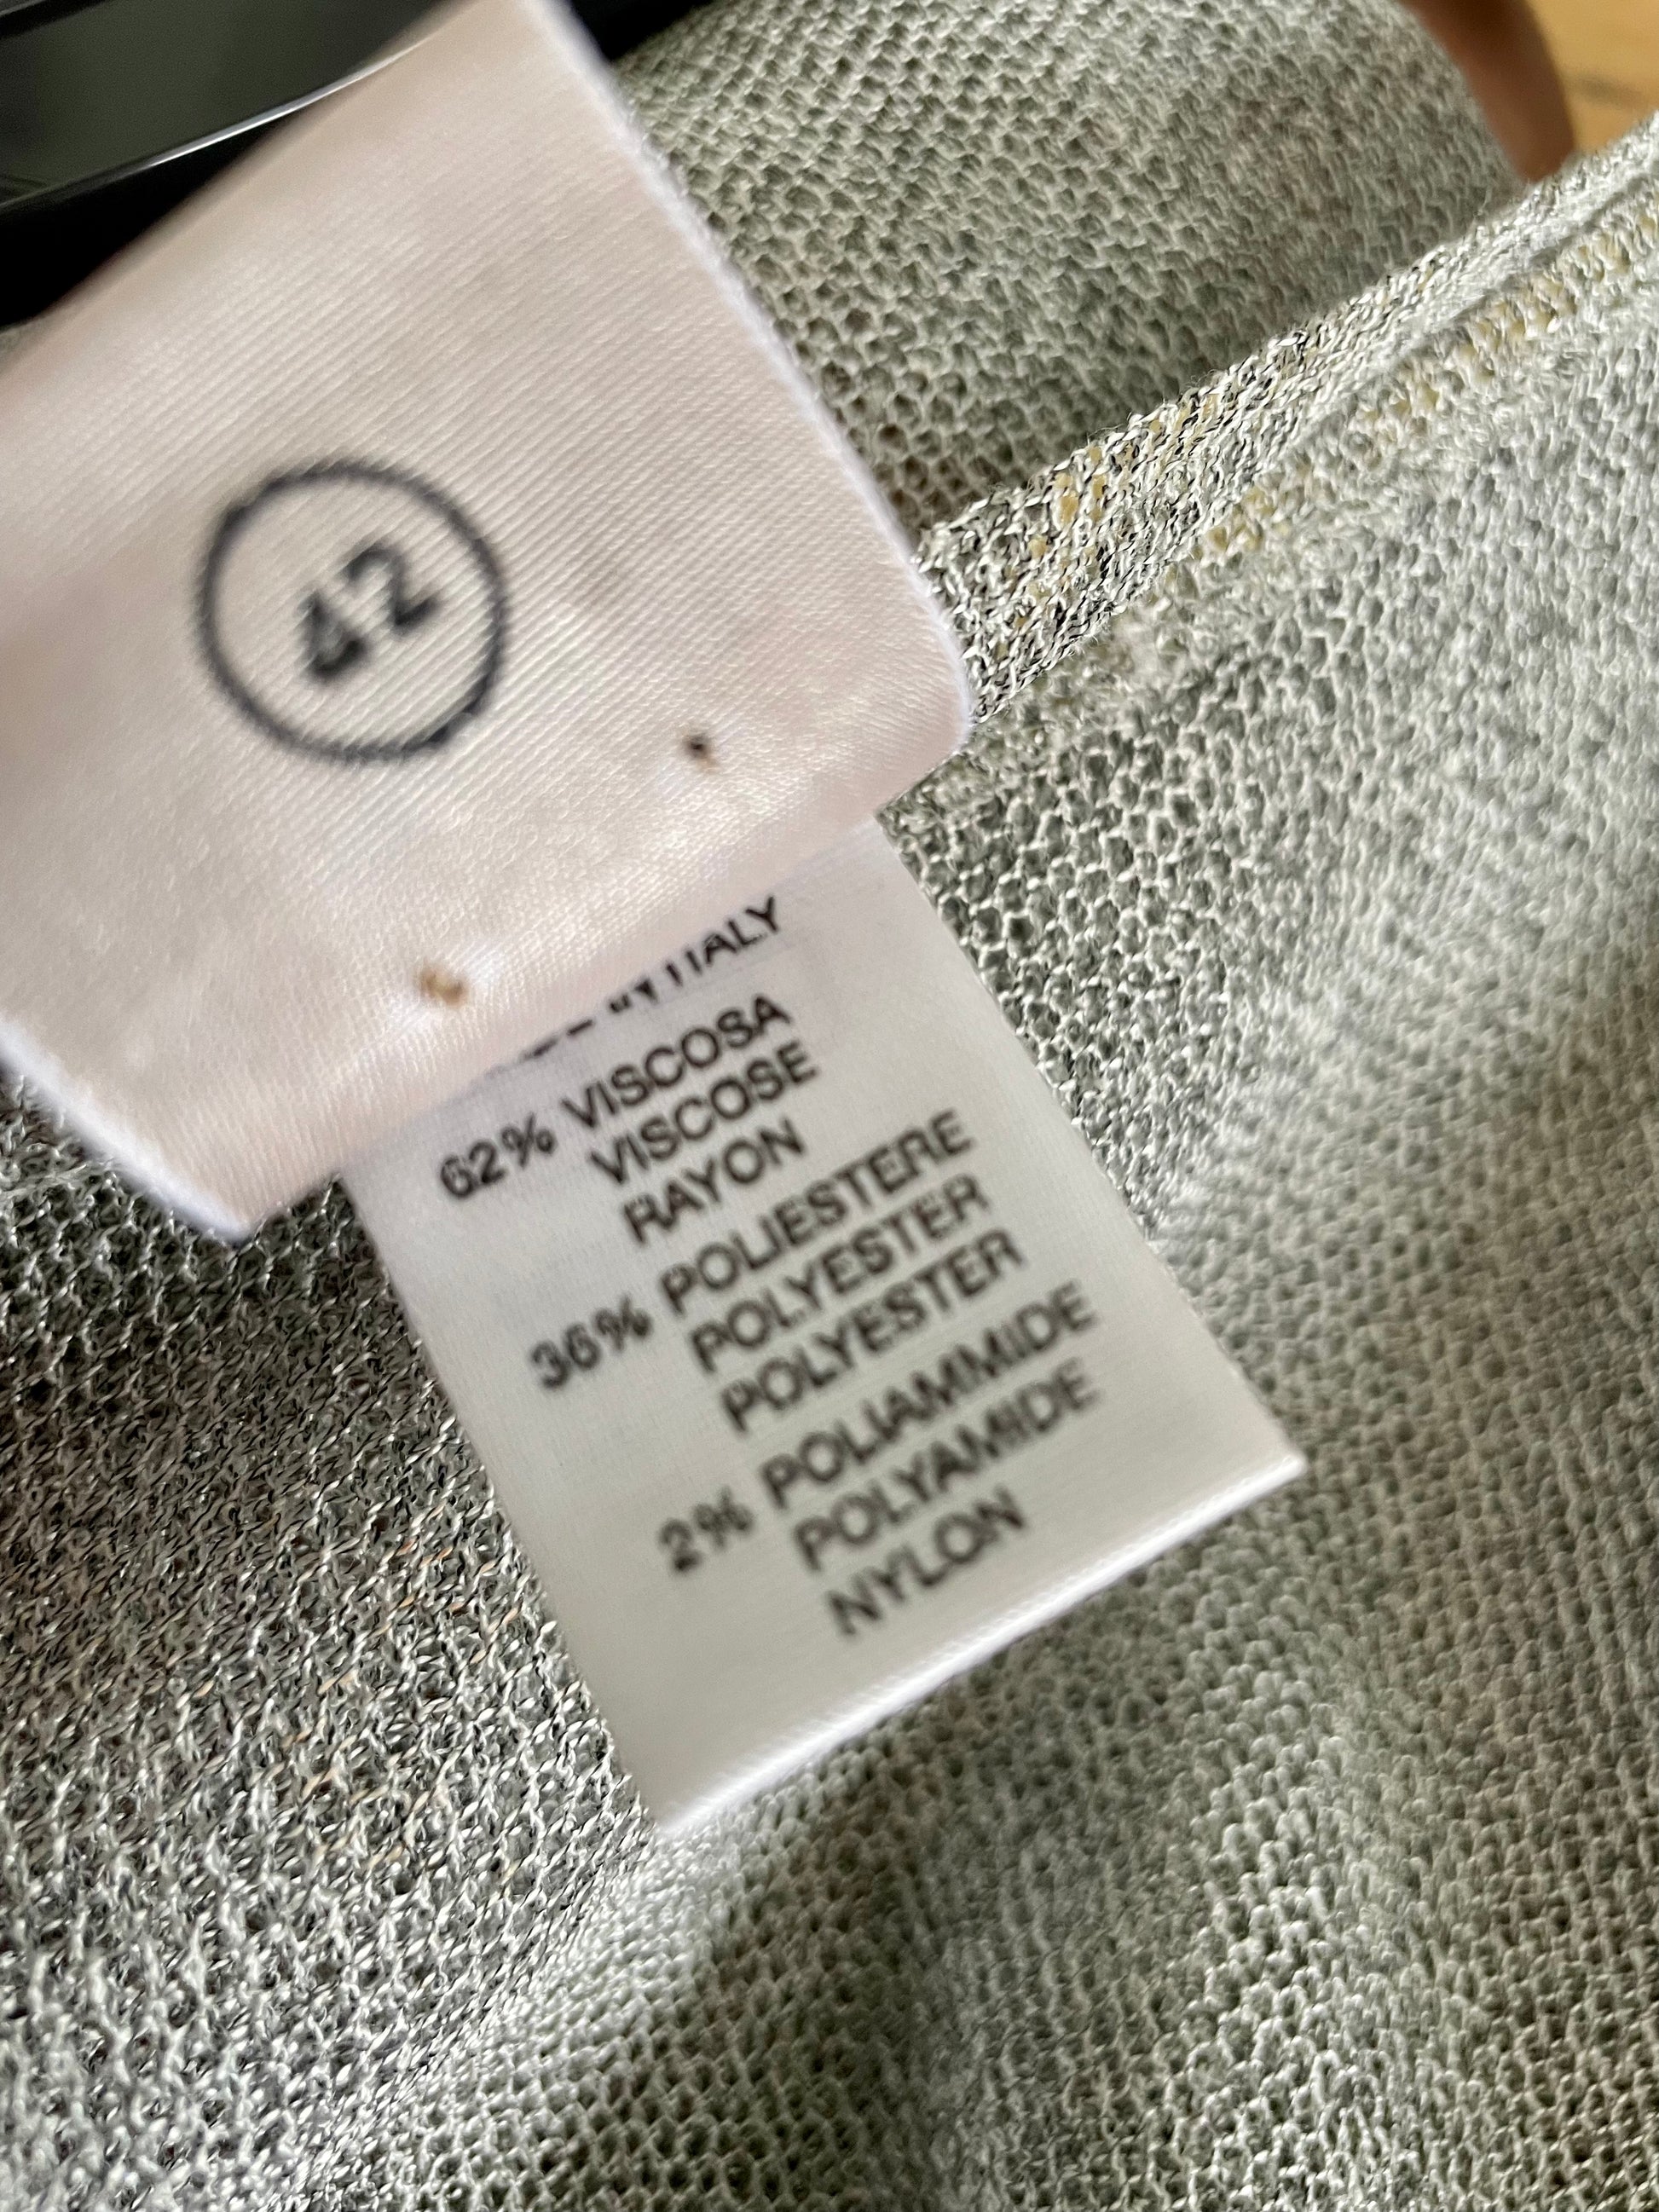 42
IN ITALY
62% VISCOSA
VISCOSE
RAYON
36% POLIESTERE
POLYESTER
POLYESTER
2% POLIAMMIDE
POLYAMIDE
NYLON